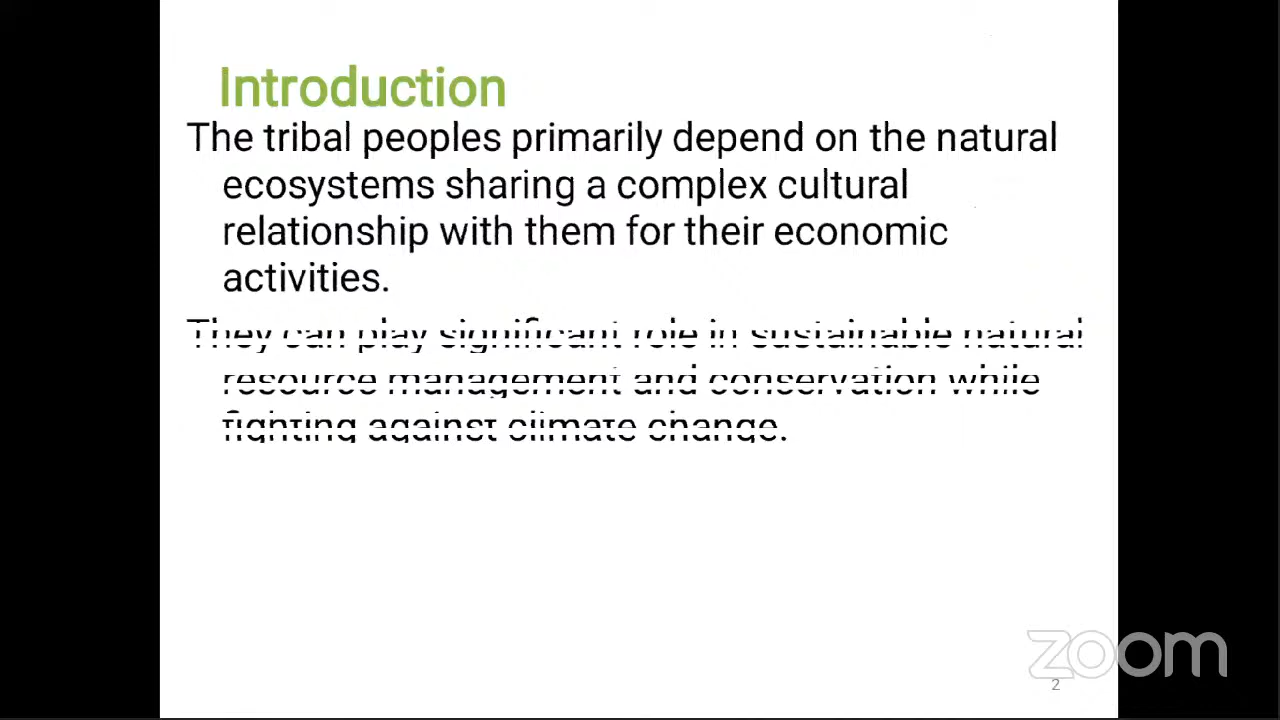 Introduction
The tribal peoples primarily depend on the natural
ecosystems sharing a complex cultural
relationship with them for their economic
activities.
They can play significant role in sustainable natural
resource management and conservation while
fighting against climate change.
zoom
2